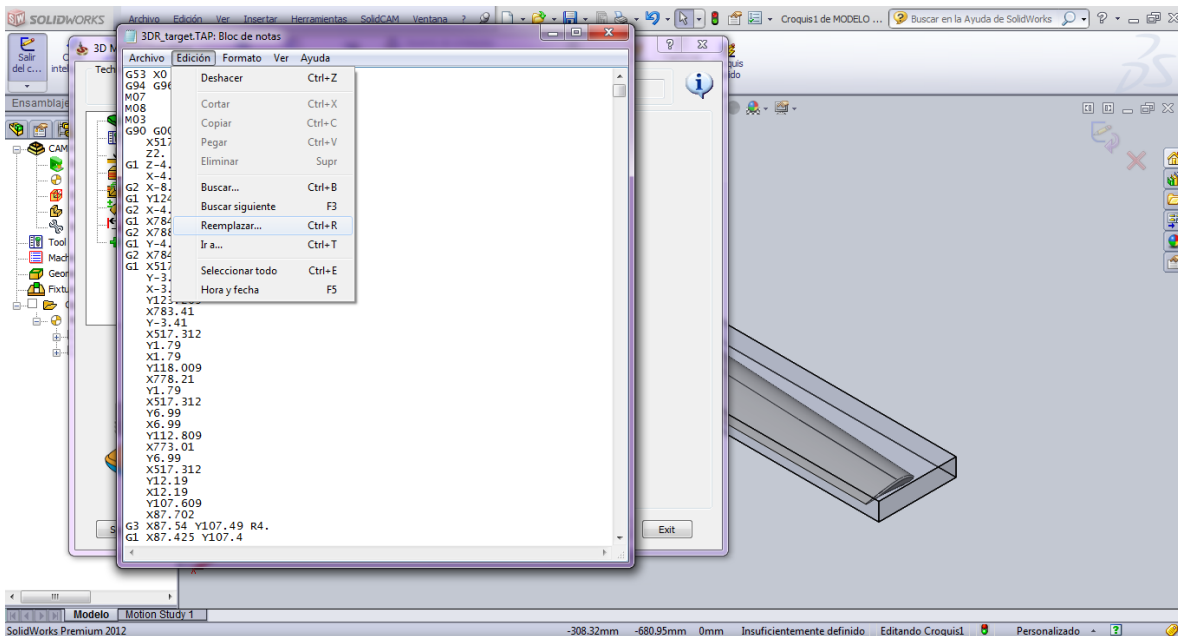 SOLIDWORKS
Archivo Edición Ver Insertar Herramientas SolidCAM Ventana ?
Croquis1 de MODELO ...
Buscar en la Ayuda de SolidWorks
Salir
del c...
intel
Ensamblaje
3D M
Tech
3DR_target.TAP: Bloc de notas
Archivo Edición Formato Ver Ayuda
Deshacer Ctrl+Z
Cortar Ctrl+X
Copiar Ctrl+C
Pegar Ctrl+V
Eliminar Supr
Buscar... Ctrl+B
Buscar siguiente F3
Reemplazar... Ctrl+R
Ir a... Ctrl+T
Seleccionar todo Ctrl+E
Hora y fecha F5
G53 X0
G94 G96
M07
M08
M03
G90 G00
X517
Z2.
G1 Z-4.
X-4.
G2 X-8.
G1 Y124
G2 X-4.
G1 X784
G2 X788
G1 Y-4.
G2 X784
G1 X517
Y-3.
X-3.
X783.41
Y-3.41
X517.312
Y1.79
X1.79
Y118.009
X778.21
Y1.79
X517.312
Y6.99
X6.99
Y112.809
X773.01
Y6.99
X517.312
Y12.19
X12.19
Y107.609
X87.702
G3 X87.54 Y107.49 R4.
G1 X87.425 Y107.4
CAM
Tool
Mach
Geon
Fixtu
Exit
Modelo Motion Study 1
SolidWorks Premium 2012
-308.32mm -680.95mm 0mm Insuficientemente definido Editando Croquis1 Personalizado